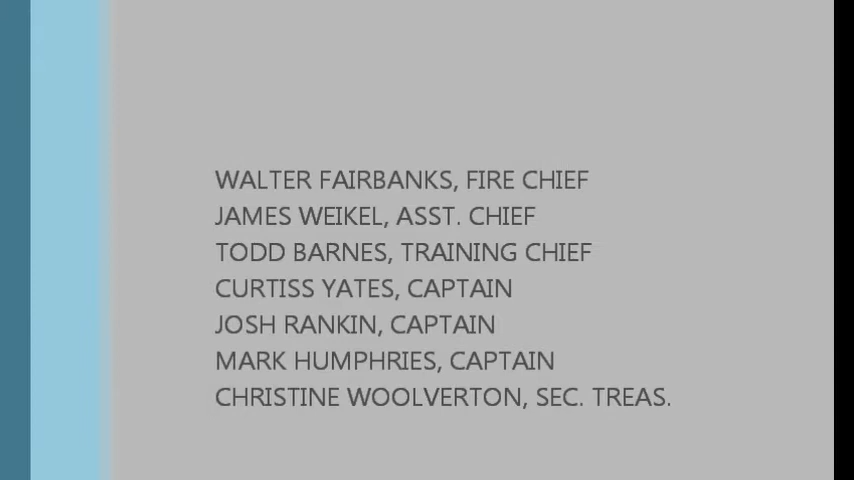 WALTER FAIRBANKS, FIRE CHIEF
JAMES WEIKEL, ASST. CHIEF
TODD BARNES, TRAINING CHIEF
CURTISS YATES, CAPTAIN
JOSH RANKIN, CAPTAIN
MARK HUMPHRIES, CAPTAIN
CHRISTINE WOOLVERTON, SEC. TREAS.